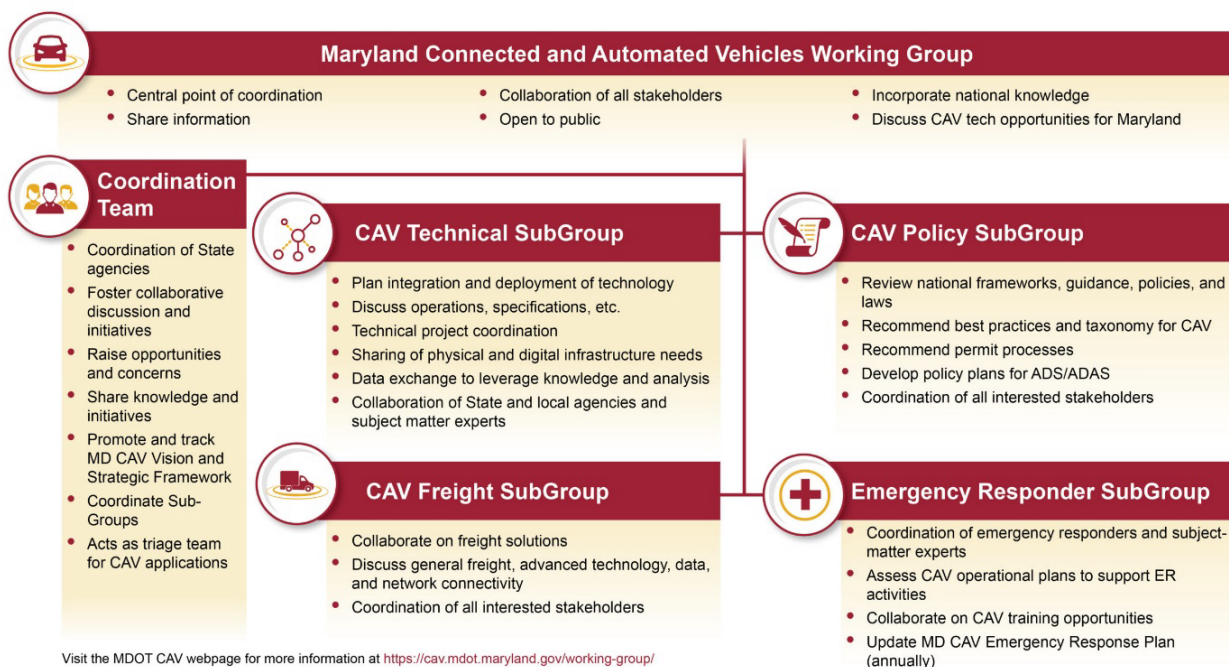 Maryland Connected and Automated Vehicles Working Group
• Central point of coordination
• Share information
• Collaboration of all stakeholders
• Open to public
• Incorporate national knowledge
• Discuss CAV tech opportunities for Maryland
Coordination
Team
• Coordination of State
agencies
• Foster collaborative
discussion and
initiatives
• Raise opportunities
and concerns
• Share knowledge and
initiatives
• Promote and track
MD CAV Vision and
Strategic Framework
• Coordinate Sub-
Groups
• Acts as triage team
for CAV applications
CAV Technical SubGroup
• Plan integration and deployment of technology
• Discuss operations, specifications, etc.
• Technical project coordination
• Sharing of physical and digital infrastructure needs
• Data exchange to leverage knowledge and analysis
• Collaboration of State and local agencies and
subject matter experts
CAV Policy SubGroup
• Review national frameworks, guidance, policies, and
laws
• Recommend best practices and taxonomy for CAV
• Recommend permit processes
• Develop policy plans for ADS/ADAS
• Coordination of all interested stakeholders
CAV Freight SubGroup
• Collaborate on freight solutions
• Discuss general freight, advanced technology, data,
and network connectivity
• Coordination of all interested stakeholders
Emergency Responder SubGroup
• Coordination of emergency responders and subject-
matter experts
• Assess CAV operational plans to support ER
activities
• Collaborate on CAV training opportunities
• Update MD CAV Emergency Response Plan
(annually)
Visit the MDOT CAV webpage for more information at https://cav.mdot.maryland.gov/working-group/